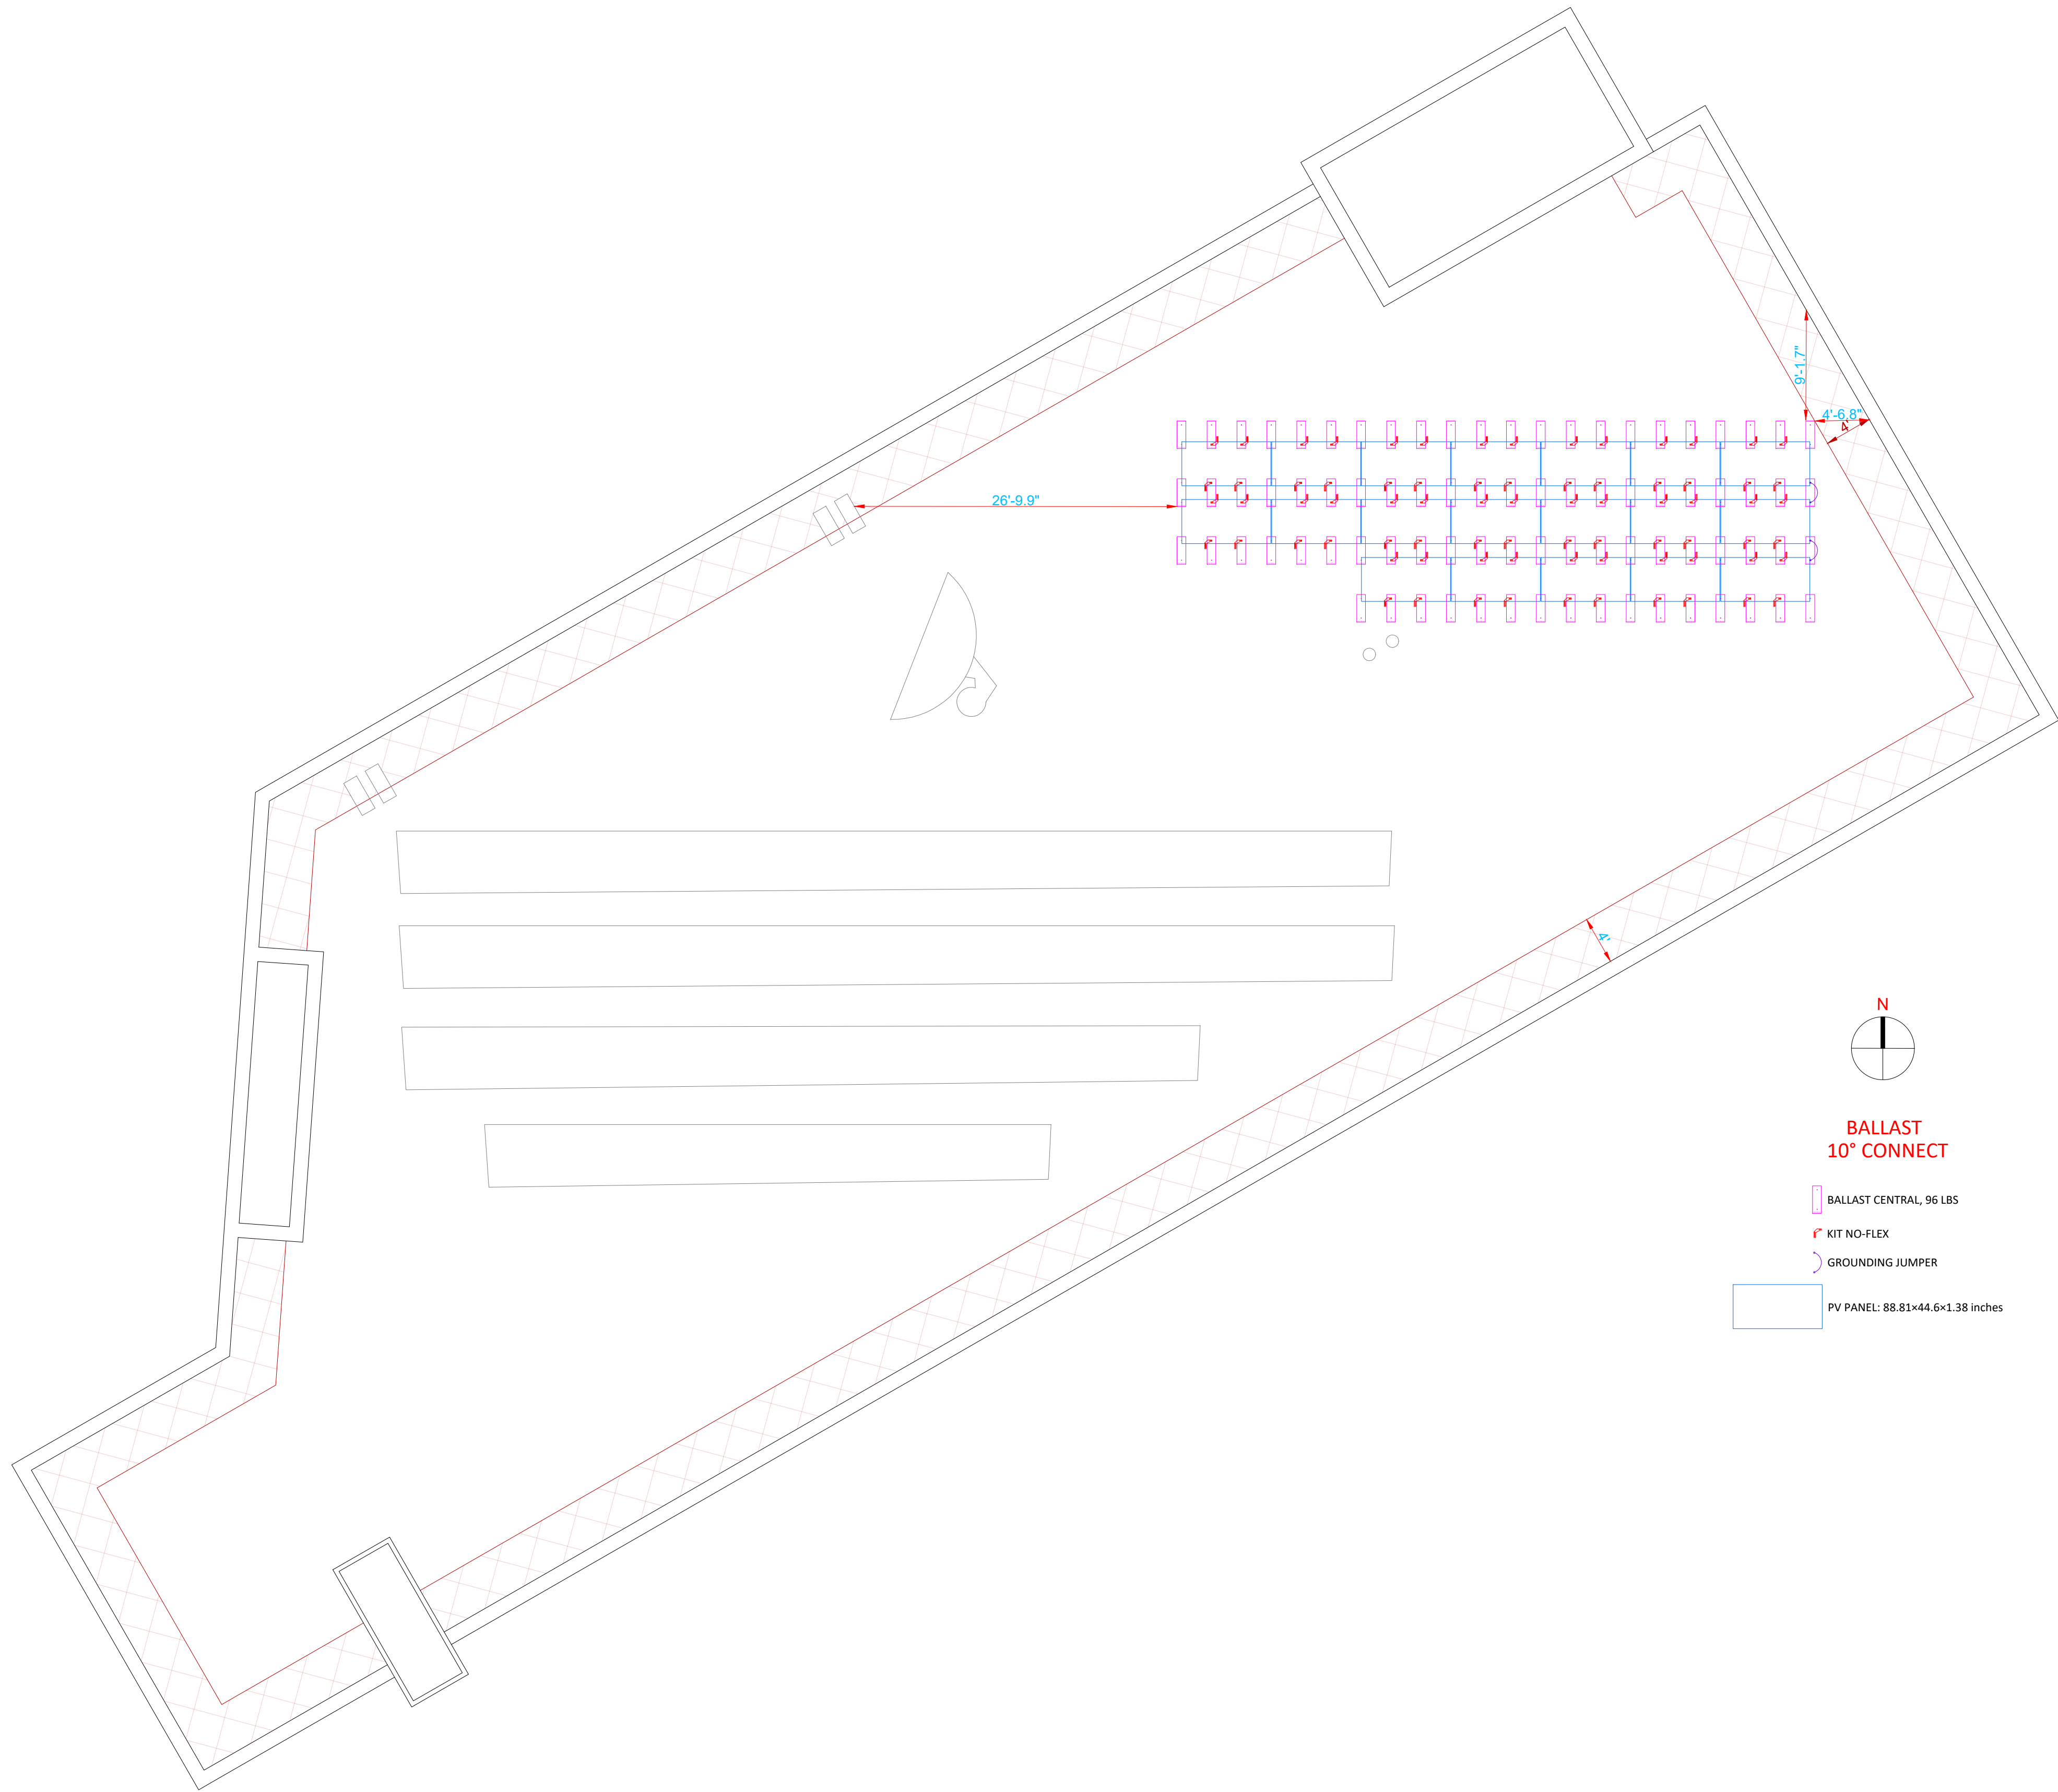 9'-1.7"
4'-6.8"
4'
26'-9.9"
4'
N
BALLAST
10° CONNECT
BALLAST CENTRAL, 96 LBS
KIT NO-FLEX
GROUNDING JUMPER
PV PANEL: 88.81×44.6×1.38 inches